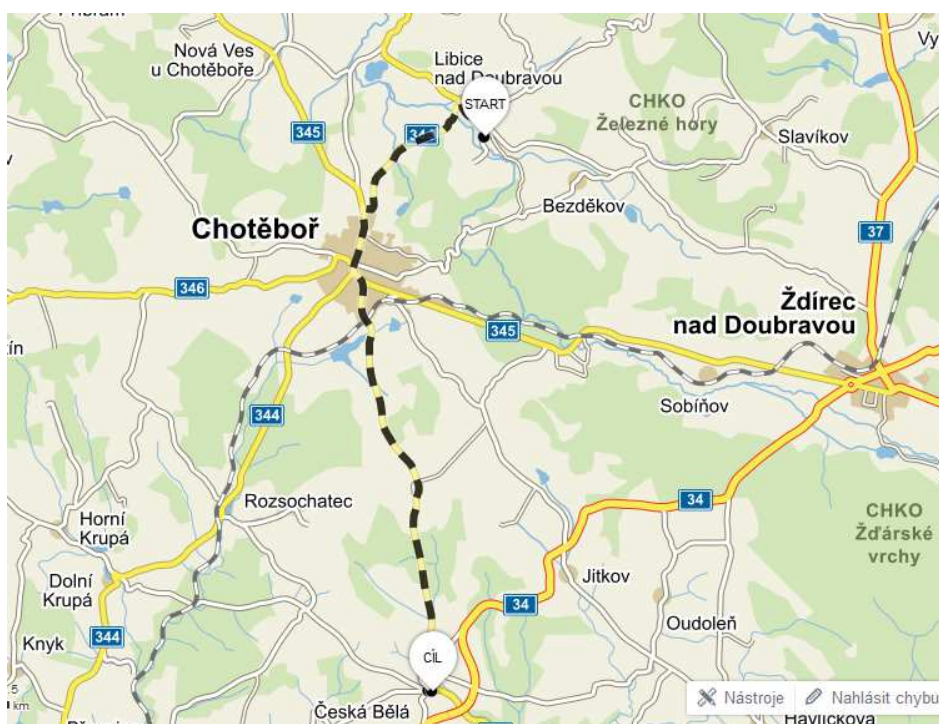 Nová Ves
u Chotěboře
Libice
nad Doubravou
START
CHKO
Železné hory
Slavíkov
345
Bezděkov
Chotěboř
37
346
Ždírec
nad Doubravou
345
Sobíňov
344
34
Rozsochatec
CHKO
Žďárské
vrchy
Horní
Krupá
Jitkov
Dolní
Krupá
34
Oudoleň
Knyk
344
CÍL
5
km
Česká Bělá
Nástroje
Nahlásit chybu